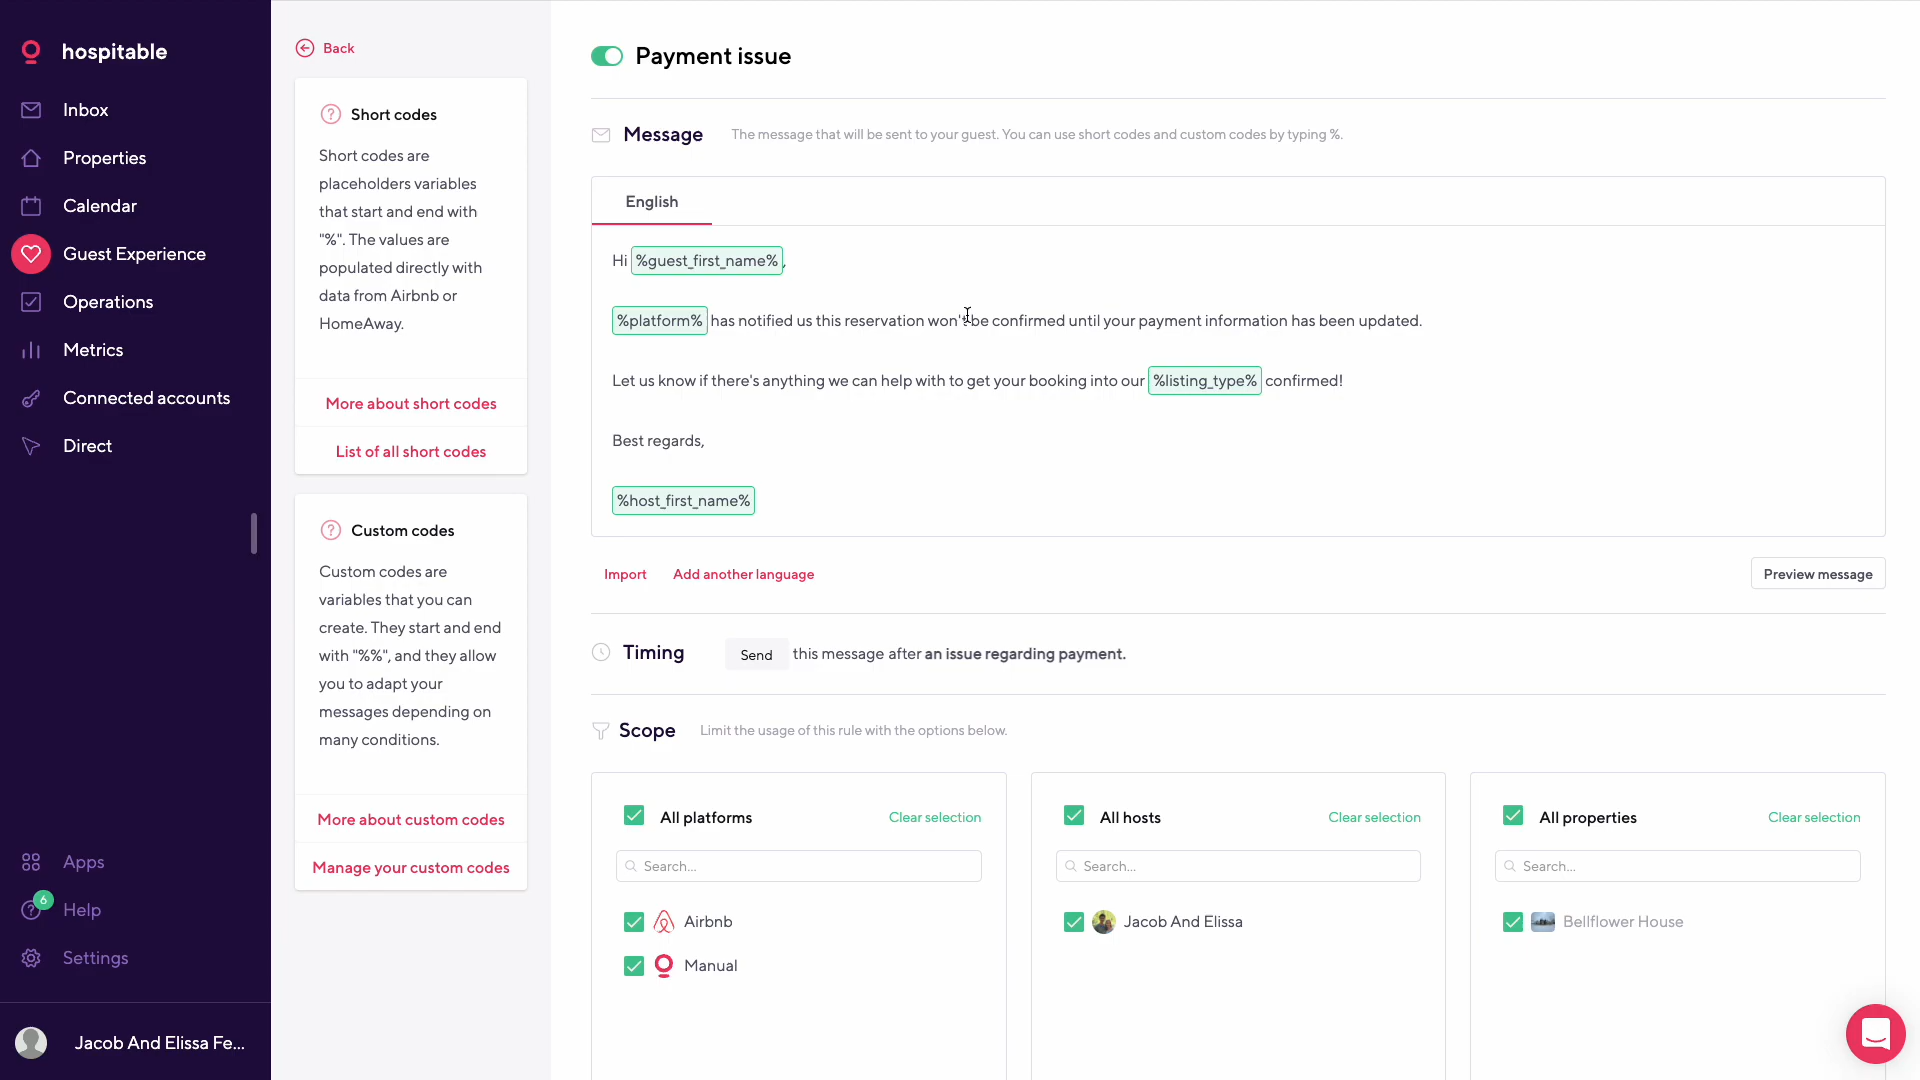 hospitable
Inbox
Properties
Calendar
Guest Experience
Operations
Metrics
Connected accounts
Direct
Apps
6
Help
Settings
Jacob And Elissa Fe...
Back
Short codes
Short codes are
placeholders variables
that start and end with
"%". The values are
populated directly with
data from Airbnb or
HomeAway.
More about short codes
List of all short codes
Custom codes
Custom codes are
variables that you can
create. They start and end
with "%%", and they allow
you to adapt your
messages depending on
many conditions.
More about custom codes
Manage your custom codes
Payment issue
Message The message that will be sent to your guest. You can use short codes and custom codes by typing %.
English
Hi %guest_first_name%,
%platform% has notified us this reservation won't be confirmed until your payment information has been updated.
Let us know if there's anything we can help with to get your booking into our %listing_type% confirmed!
Best regards,
%host_first_name%
Import Add another language Preview message
Timing Send this message after an issue regarding payment.
Scope Limit the usage of this rule with the options below.
All platforms Clear selection
Search...
Airbnb
Manual
All hosts Clear selection
Search...
Jacob And Elissa
All properties Clear selection
Search...
Bellflower House